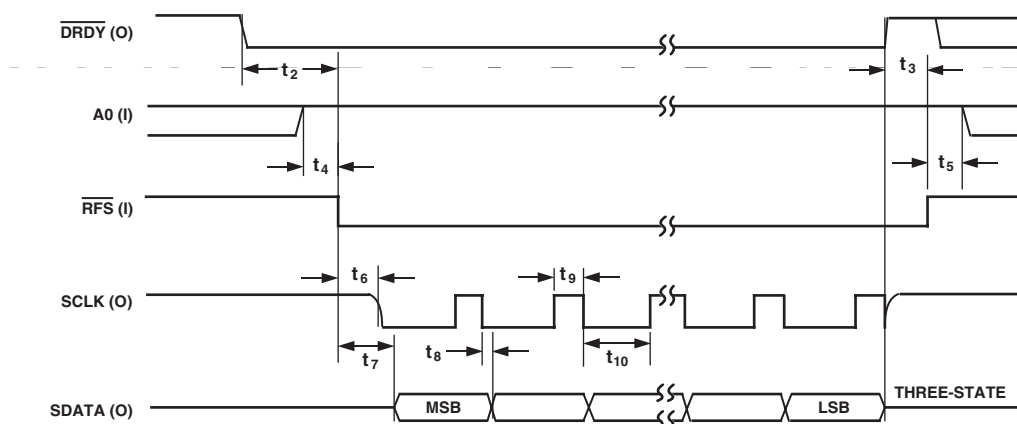 DRDY (O)
t2
t3
A0 (I)
t4
t5
RFS (I)
t6
t9
SCLK (O)
t7
t8
t10
THREE-STATE
SDATA (O)
MSB
LSB